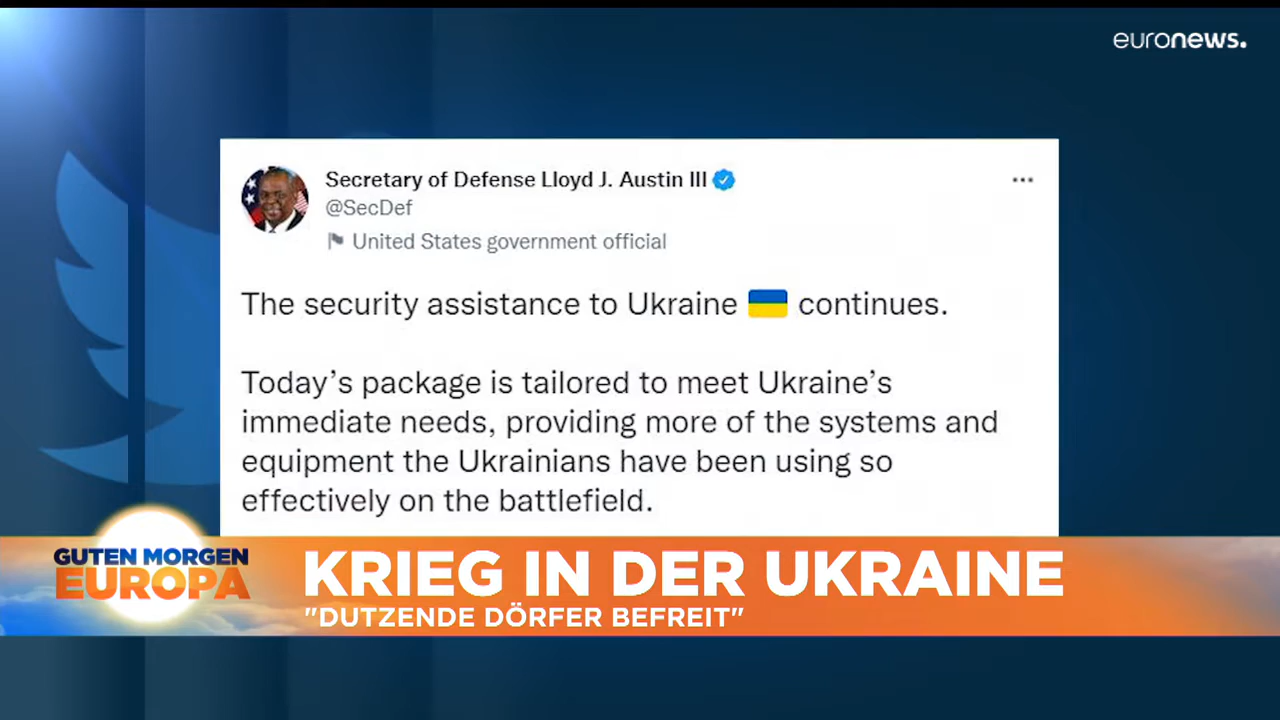 euronews.
Secretary of Defense Lloyd J. Austin III
@SecDef
United States government official
The security assistance to Ukraine 🇺🇦 continues.
Today’s package is tailored to meet Ukraine’s
immediate needs, providing more of the systems and
equipment the Ukrainians have been using so
effectively on the battlefield.
GUTEN MORGEN
EUROPA
KRIEG IN DER UKRAINE
"DUTZENDE DÖRFER BEFREIT"